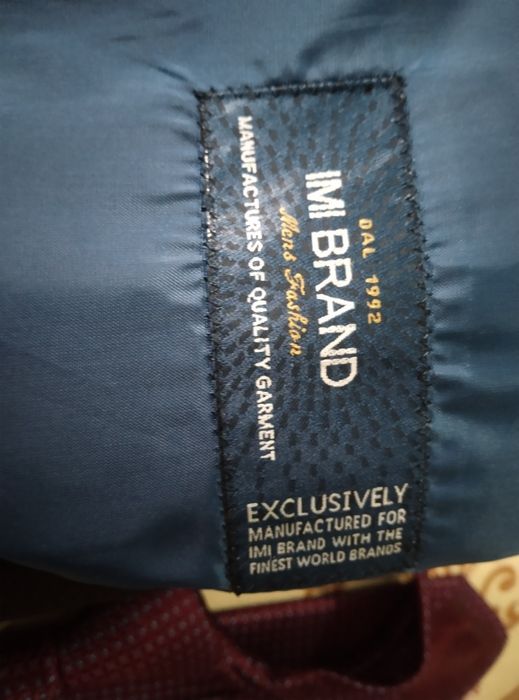 DAL 1992
IMI BRAND
Mens Fashion
MANUFACTURES OF QUALITY GARMENT
EXCLUSIVELY
MANUFACTURED FOR
IMI BRAND WITH THE
FINEST WORLD BRANDS